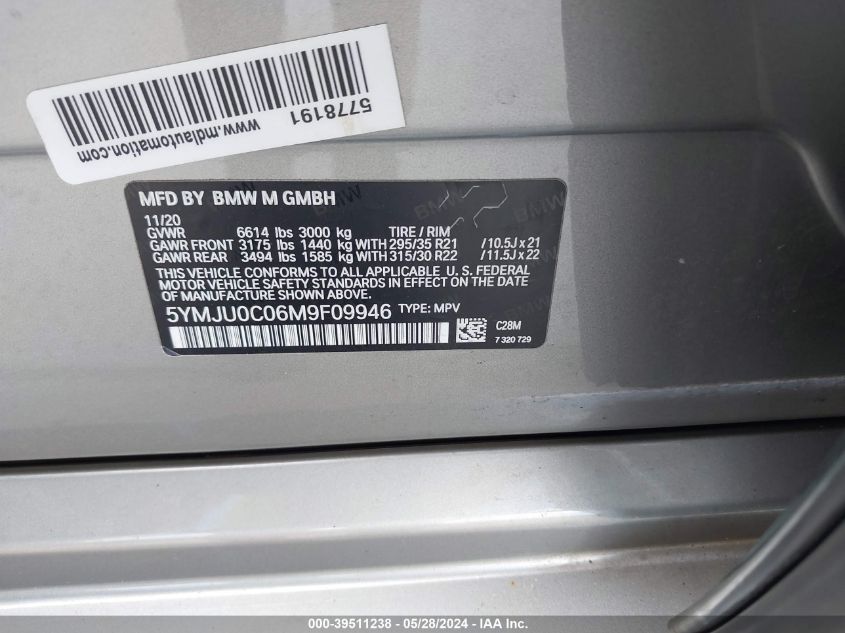 5778191
www.mdiautomation.com
MFD BY BMW M GMBH
11/20
GVWR 6614 lbs 3000 kg TIRE / RIM
GAWR FRONT 3175 lbs 1440 kg WITH 295/35 R21 /10.5J x 21
GAWR REAR 3494 lbs 1585 kg WITH 315/30 R22 /11.5J x 22
THIS VEHICLE CONFORMS TO ALL APPLICABLE U. S. FEDERAL
MOTOR VEHICLE SAFETY STANDARDS IN EFFECT ON THE DATE
OF MANUFACTURE SHOWN ABOVE.
5YMJU0C06M9F09946 TYPE: MPV
C28M
7 320 729
000-39511238 - 05/28/2024 - IAA Inc.